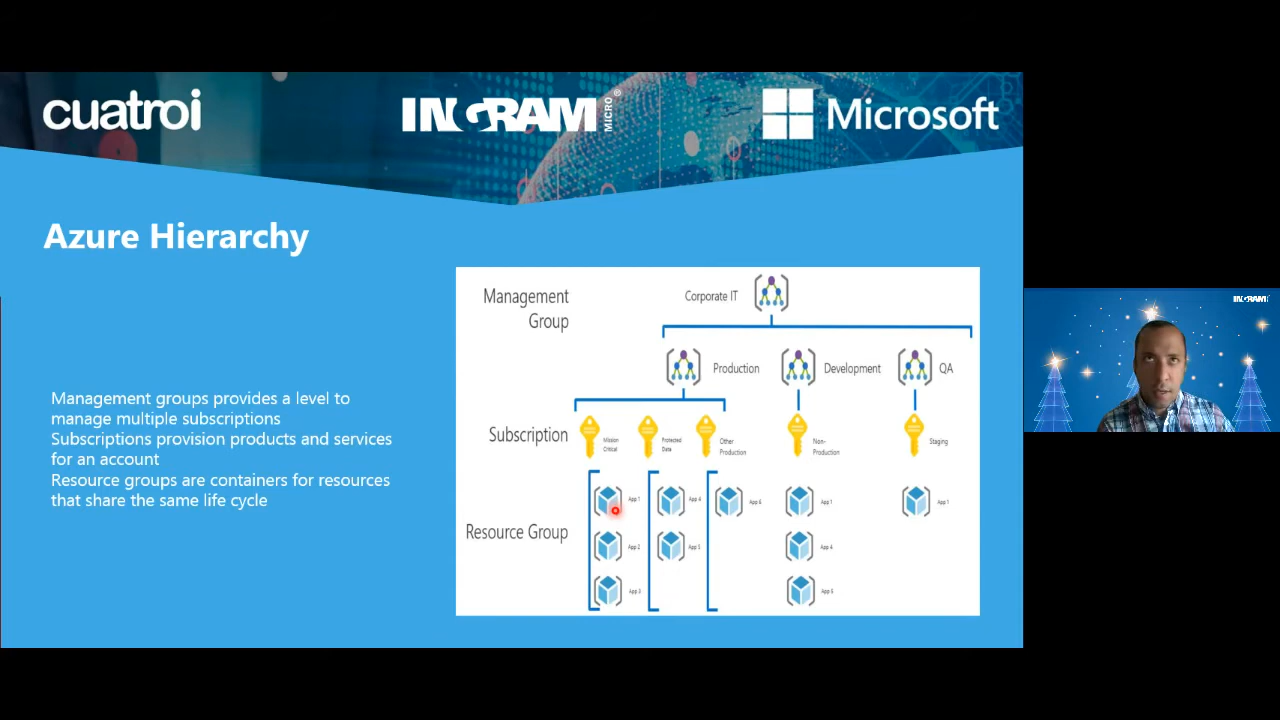 cuatroi
INGRAM MICRO®
Microsoft
Azure Hierarchy
Management groups provides a level to
manage multiple subscriptions
Subscriptions provision products and services
for an account
Resource groups are containers for resources
that share the same life cycle
Management
Group
Corporate IT
Production
Development
QA
Subscription
Mission
Critical
Protected
Data
Other
Production
Non-
Production
Staging
Resource Group
App 1
App 4
App 6
App 1
App 1
App 2
App 5
App 4
App 3
App 6
INGRAM